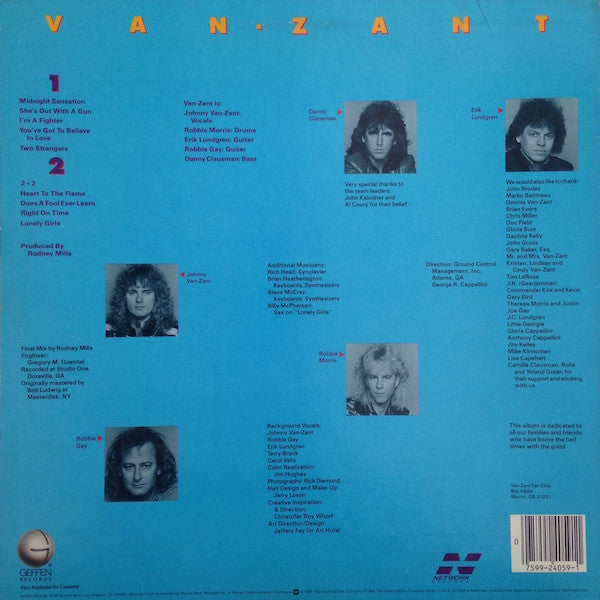 VAN·ZANT
1
Midnight Sensation
She's Out With A Gun
I'm A Fighter
You've Got To Believe
In Love
Two Strangers
2
2+2
Heart To The Flame
Does A Fool Ever Learn
Right On Time
Lonely Girls
Produced By
Rodney Mills
Van-Zant is:
Johnny Van-Zant:
Vocals
Robbie Morris: Drums
Erik Lundgren: Guitar
Robbie Gay: Guitar
Danny Clausman: Bass
Danny
Clausman
Erik
Lundgren
Very special thanks to
the team leaders:
John Kalodner and
Al Coury for their belief.
We would also like to thank:
John Brodey
Marko Babineau
Donnie Van-Zant
Brian Evors
Chris Miller
Doc Field
Gloria Buie
Daphne Kelly
John Gross
Gary Baker, Esq.
Mr. and Mrs. Van-Zant
Kristen, Lindsay and
Cindy Van-Zant
Tim LaRose
J.R. (Gearjammer)
Commander Kirk and Kevin
Gary Bird
Theresa Morris and Justin
Joe Gay
J.C. Lundgren
Little Georgie
Gloria Cappellini
Anthony Cappellini
Jim Kelley
Mike Kinnomen
Lisa Capehart
Camille Clausman, Rolla
and Yoland Green for
their support and sticking
with us
Johnny
Van-Zant
Additional Musicians:
Rich Head: Synclavier
Brian Heatherington:
Keyboards, Synthesizers
Steve McCray:
Keyboards, Synthesizers
Billy McPherson:
Sax on "Lonely Girls"
Direction: Ground Control
Management, Inc.,
Atlanta, GA
George R. Cappellini
Final Mix by Rodney Mills
Engineer:
Gregory M. Quesnel
Recorded at Studio One,
Doraville, GA
Originally mastered by
Bob Ludwig at
Masterdisk, NY
Robbie
Morris
Robbie
Gay
Background Vocals:
Johnny Van-Zant
Robbie Gay
Erik Lundgren
Terry Brock
Carol Veto
Color Realization:
Jim Hughes
Photography: Rick Diamond
Hair Design and Make-Up:
Jerry Lyson
Creative Inspiration
& Direction:
Christofer Troy Whorf
Art Direction/Design:
Jeffery Fey for Art Hotel
This album is dedicated to
all our families and friends
who have borne the bad
times with the good
Van-Zant Fan Club
Box 4804
Macon, GA 31201
GEFFEN
RECORDS
Also Available On Cassette
NETWORK
0
7599-24059-1